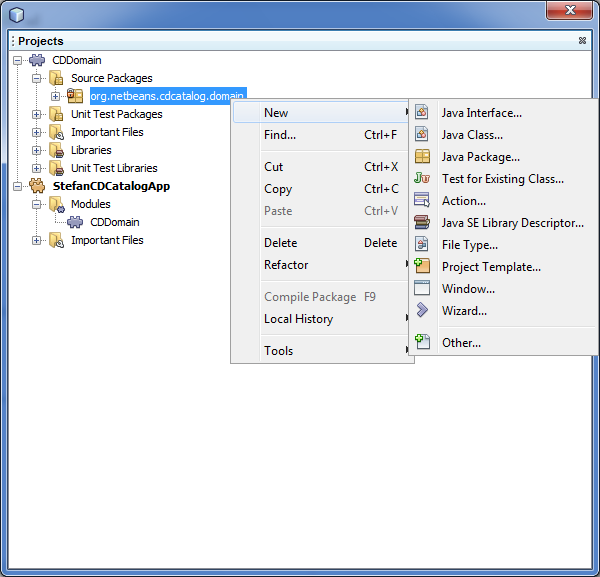 Projects
CDDomain
Source Packages
org.netbeans.cdcatalog.domain
Unit Test Packages
Important Files
Libraries
Unit Test Libraries
StefanCDCatalogApp
Modules
CDDomain
Important Files
New
Find... Ctrl+F
Cut Ctrl+X
Copy Ctrl+C
Paste Ctrl+V
Delete Delete
Refactor
Compile Package F9
Local History
Tools
Java Interface...
Java Class...
Java Package...
Test for Existing Class...
Action...
Java SE Library Descriptor...
File Type...
Project Template...
Window...
Wizard...
Other...